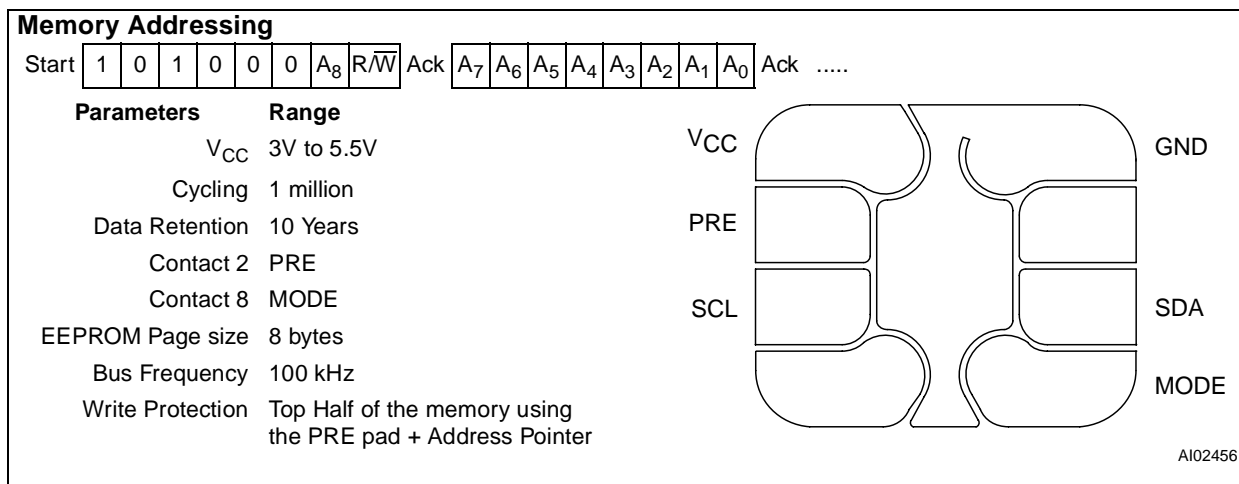 Memory Addressing
Start 1 0 1 0 0 0 A8 R/W̅ Ack A7 A6 A5 A4 A3 A2 A1 A0 Ack .....
Parameters Range
VCC 3V to 5.5V
Cycling 1 million
Data Retention 10 Years
Contact 2 PRE
Contact 8 MODE
EEPROM Page size 8 bytes
Bus Frequency 100 kHz
Write Protection Top Half of the memory using
the PRE pad + Address Pointer
VCC GND
PRE
SCL SDA
MODE
AI02456